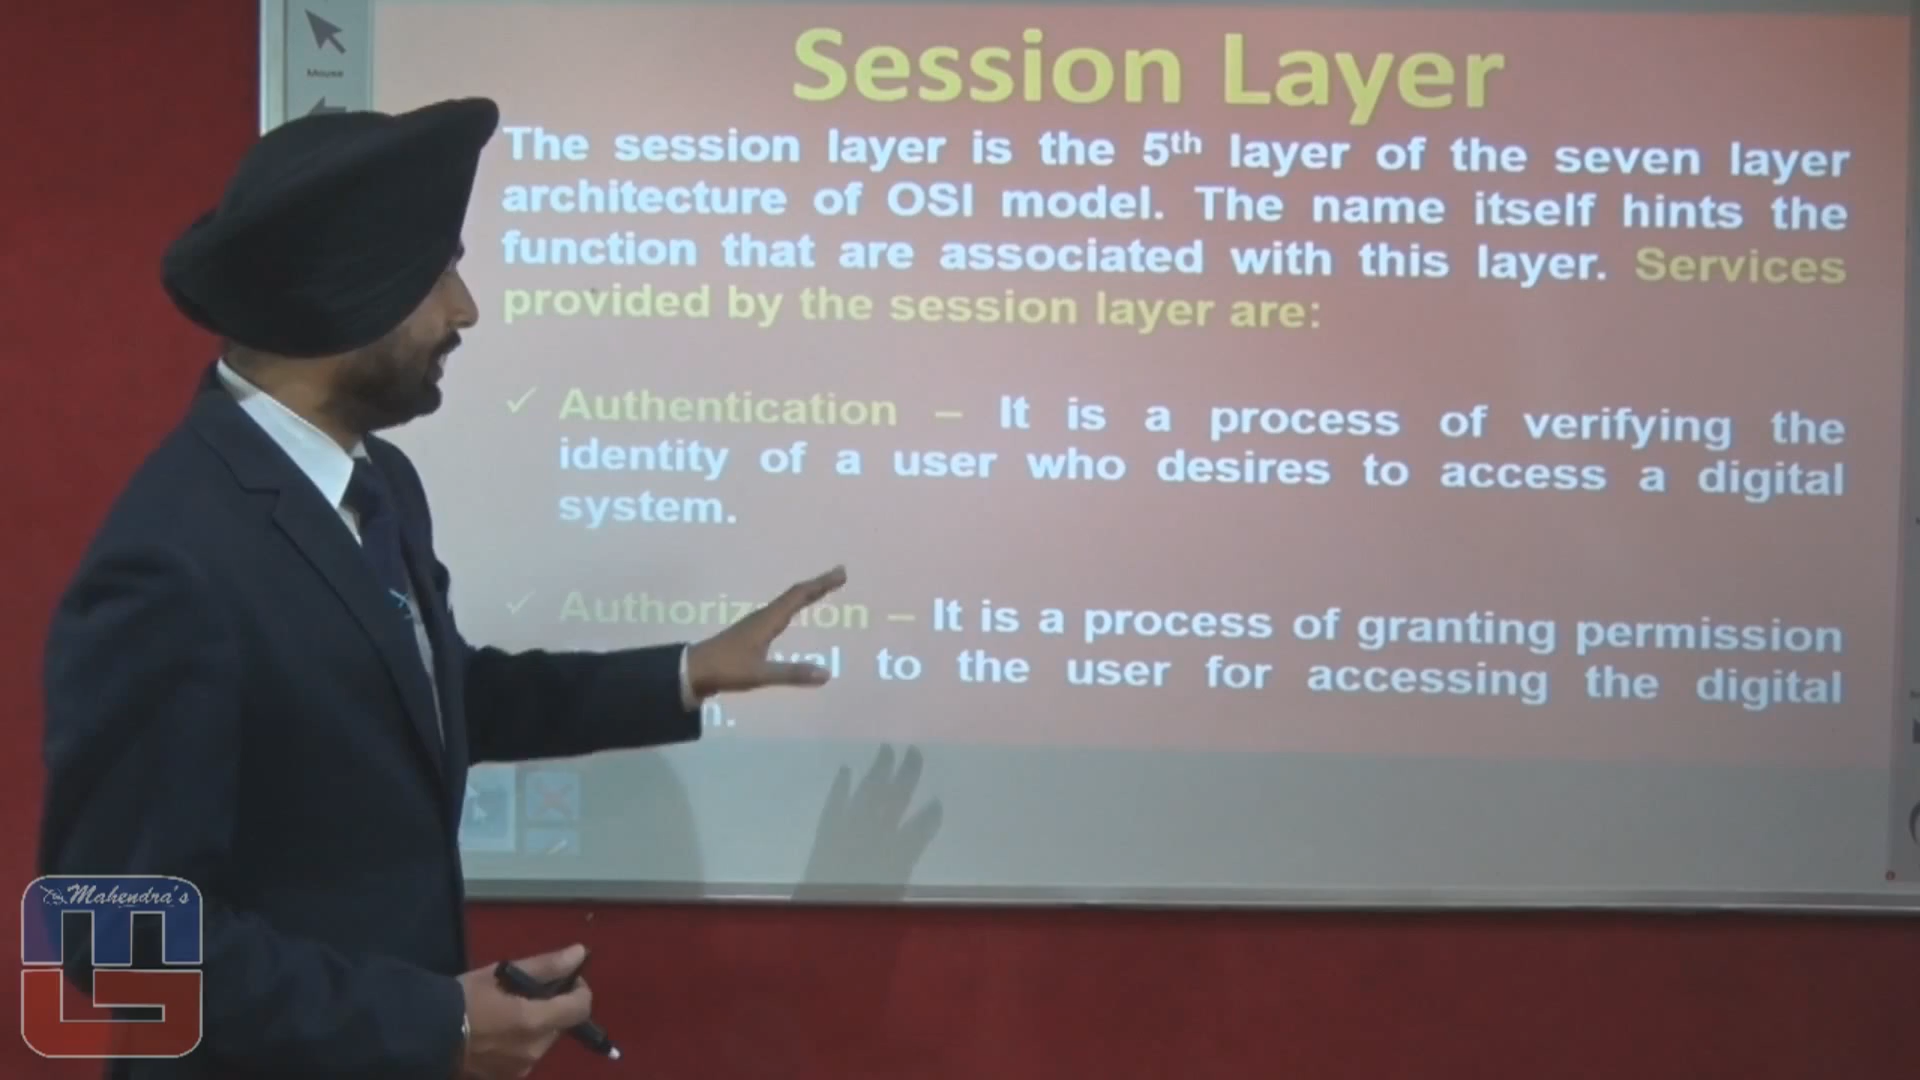 Mouse
Session Layer
The session layer is the 5th layer of the seven layer
architecture of OSI model. The name itself hints the
function that are associated with this layer. Services
provided by the session layer are:
✓ Authentication – It is a process of verifying the
identity of a user who desires to access a digital
system.
✓ – It is a process of granting permission
to the user for accessing the digital
Mahendra's